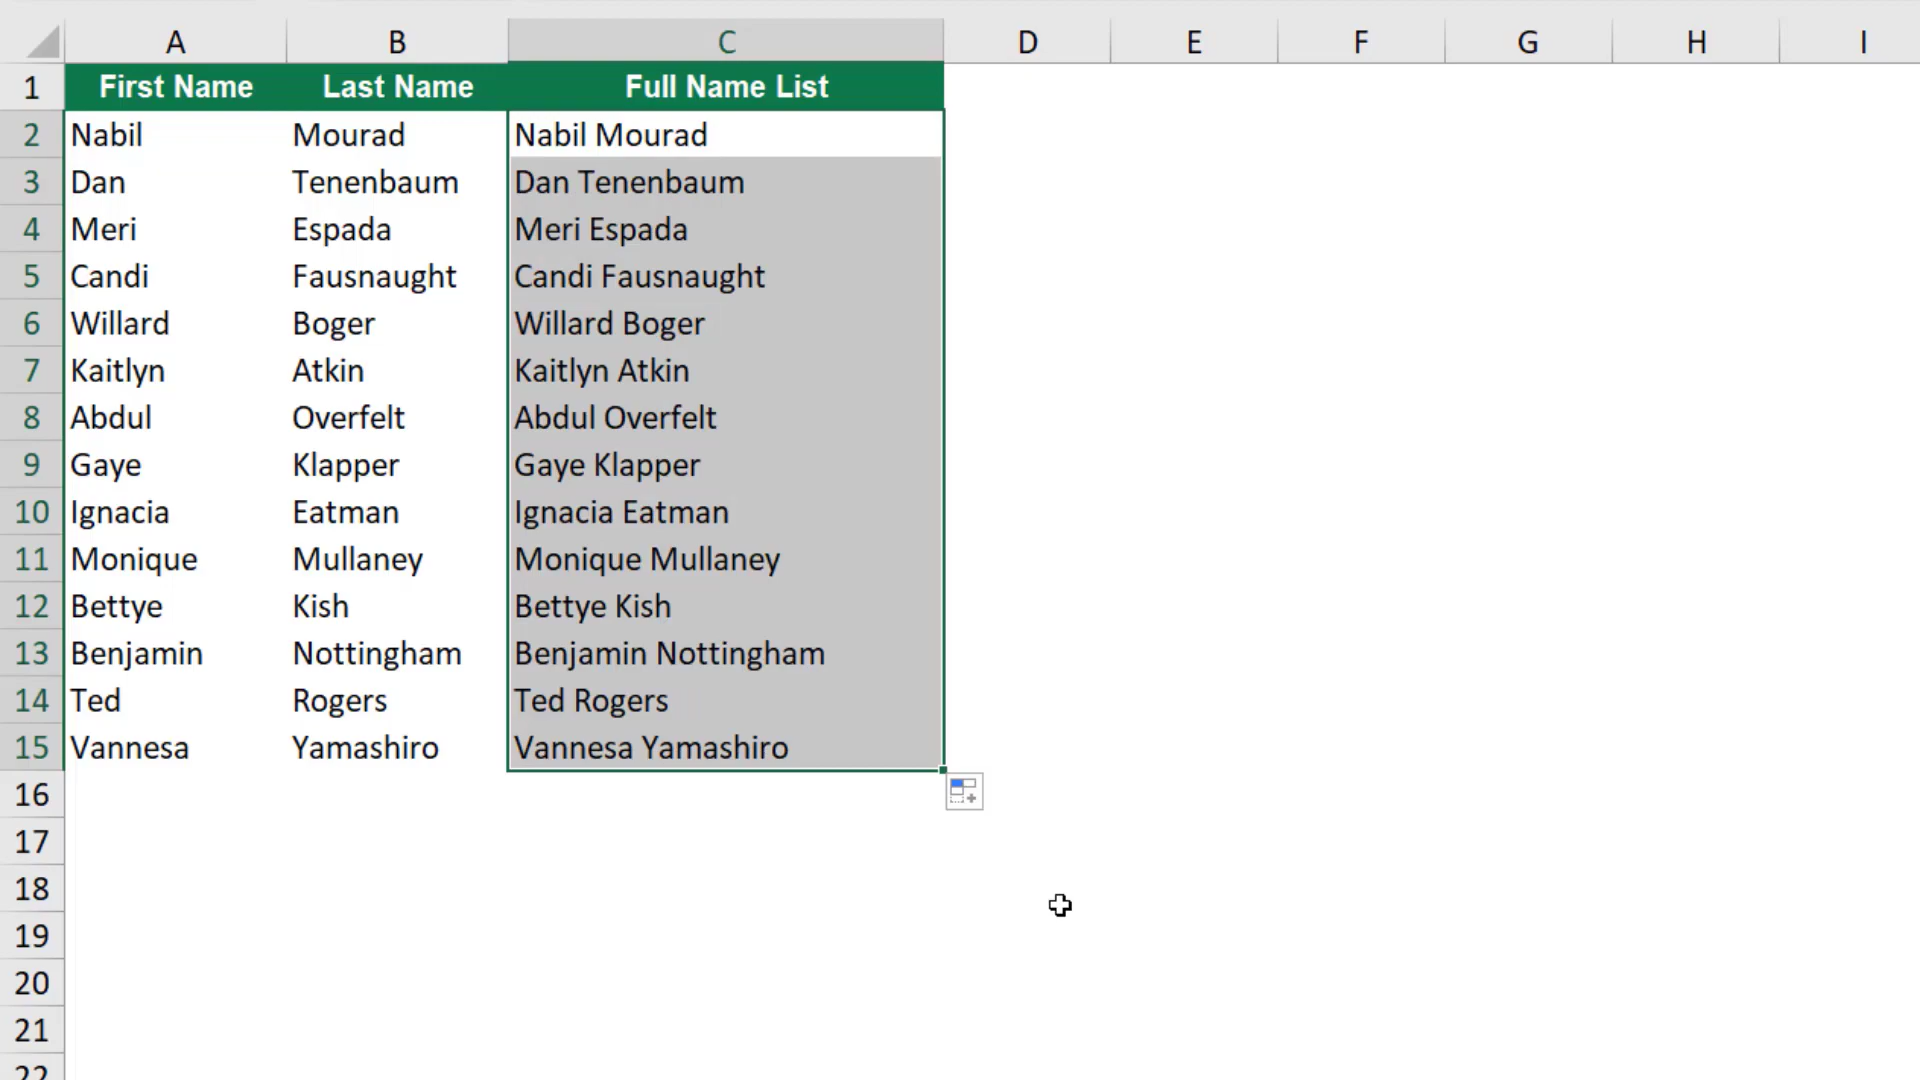 A B C D E F G H I
1 First Name Last Name Full Name List
2 Nabil Mourad Nabil Mourad
3 Dan Tenenbaum Dan Tenenbaum
4 Meri Espada Meri Espada
5 Candi Fausnaught Candi Fausnaught
6 Willard Boger Willard Boger
7 Kaitlyn Atkin Kaitlyn Atkin
8 Abdul Overfelt Abdul Overfelt
9 Gaye Klapper Gaye Klapper
10 Ignacia Eatman Ignacia Eatman
11 Monique Mullaney Monique Mullaney
12 Bettye Kish Bettye Kish
13 Benjamin Nottingham Benjamin Nottingham
14 Ted Rogers Ted Rogers
15 Vannesa Yamashiro Vannesa Yamashiro
16
17
18
19
20
21
22